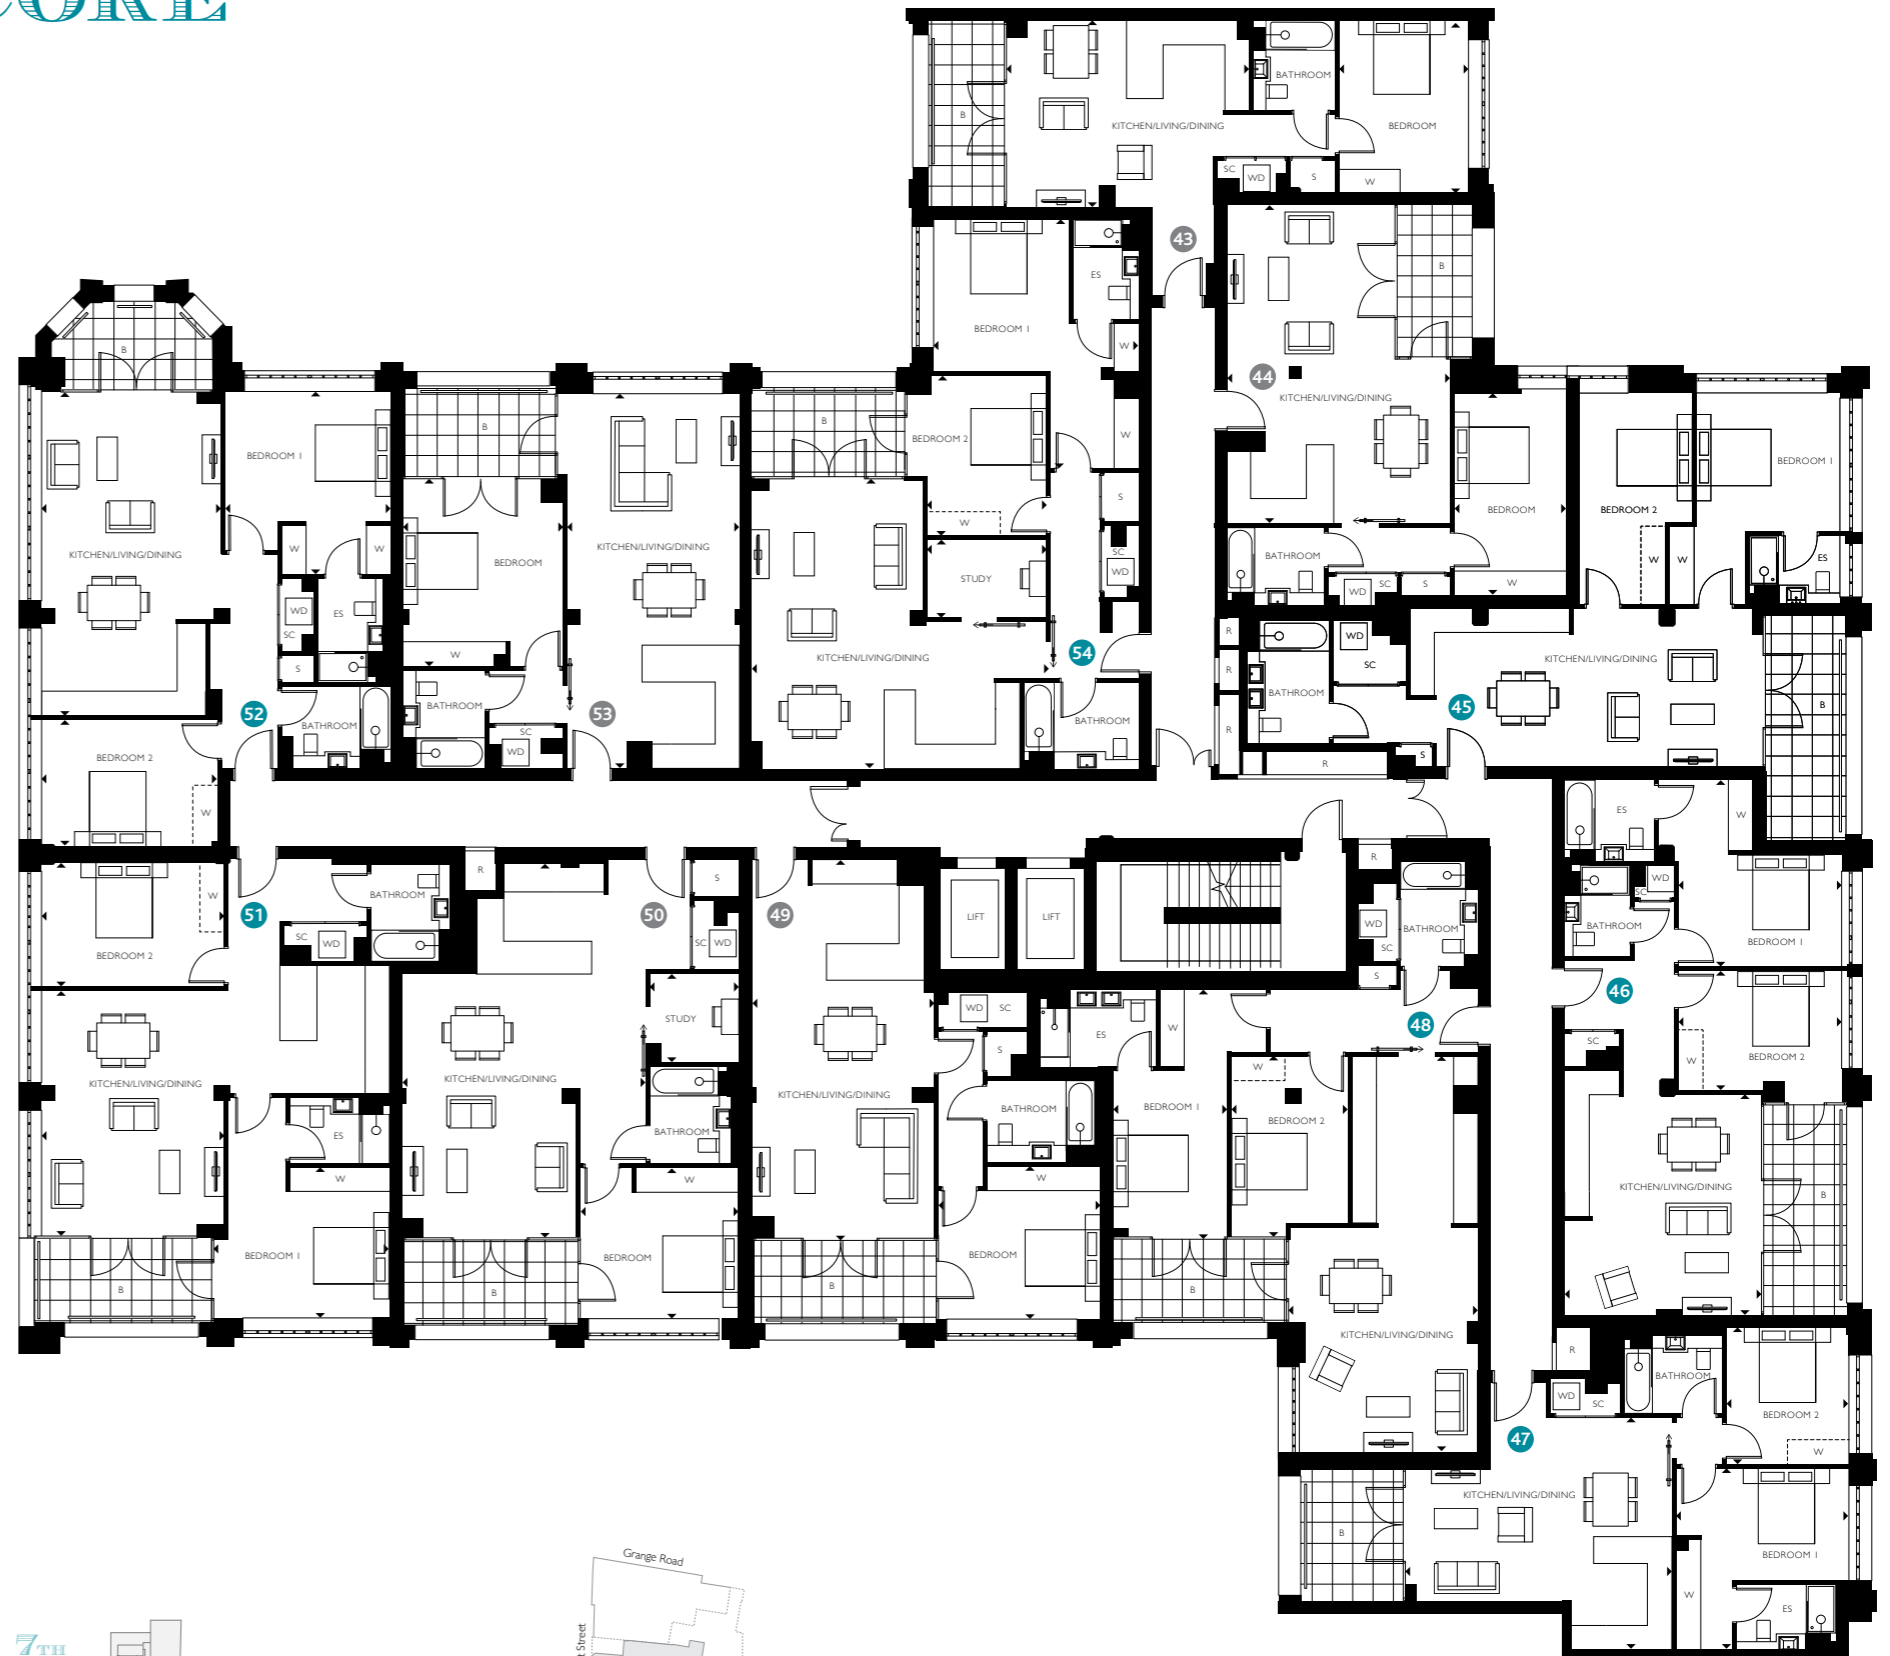 CORE
BATHROOM
B
KITCHEN/LIVING/DINING
BEDROOM
SC
WD
S
W
43
BEDROOM 1
ES
W
W
BEDROOM 2
B
W
STUDY
S
SC
WD
54
KITCHEN/LIVING/DINING
BATHROOM
B
44
KITCHEN/LIVING/DINING
BEDROOM
BATHROOM
WD
SC
S
W
B
BEDROOM 1
KITCHEN/LIVING/DINING
W
W
WD
ES
SC
S
52
BATHROOM
BEDROOM 2
W
B
BEDROOM
KITCHEN/LIVING/DINING
W
BATHROOM
SC
WD
53
BEDROOM 1
BEDROOM 2
W
W
ES
R
R
R
R
WD
SC
BATHROOM
KITCHEN/LIVING/DINING
45
B
S
51
BEDROOM 2
W
BATHROOM
SC
WD
KITCHEN/LIVING/DINING
ES
W
BEDROOM 1
B
R
50
S
SC
WD
STUDY
KITCHEN/LIVING/DINING
BATHROOM
W
BEDROOM
B
49
KITCHEN/LIVING/DINING
WD
SC
S
BATHROOM
W
BEDROOM
B
LIFT
LIFT
R
WD
SC
BATHROOM
S
48
ES
W
BEDROOM 1
W
BEDROOM 2
B
KITCHEN/LIVING/DINING
ES
W
WD
SC
BATHROOM
BEDROOM 1
46
BEDROOM 2
SC
W
KITCHEN/LIVING/DINING
B
R
WD
SC
BATHROOM
BEDROOM 2
W
47
KITCHEN/LIVING/DINING
B
BEDROOM 1
W
ES
Grange Road
Street
7TH